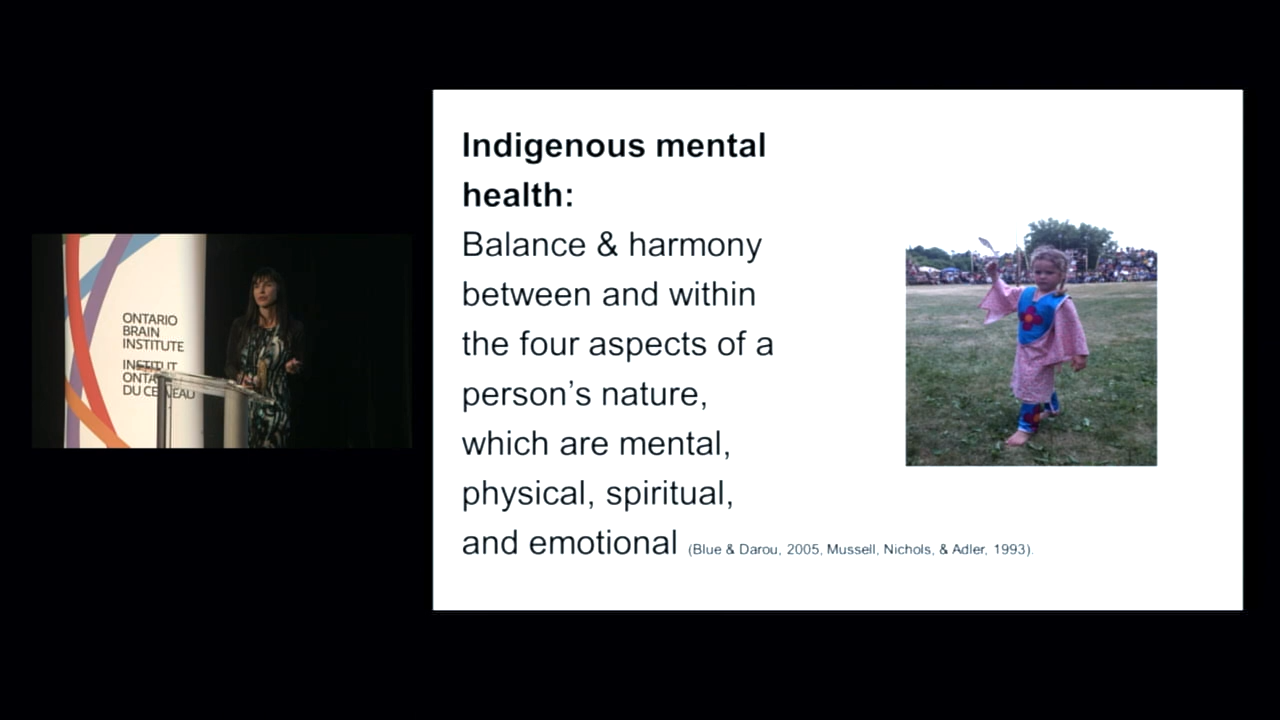 ONTARIO
BRAIN
INSTITUTE
INSTITUT
DU CERVEAU
Indigenous mental
health:
Balance & harmony
between and within
the four aspects of a
person’s nature,
which are mental,
physical, spiritual,
and emotional (Blue & Darou, 2005, Mussell, Nichols, & Adler, 1993).